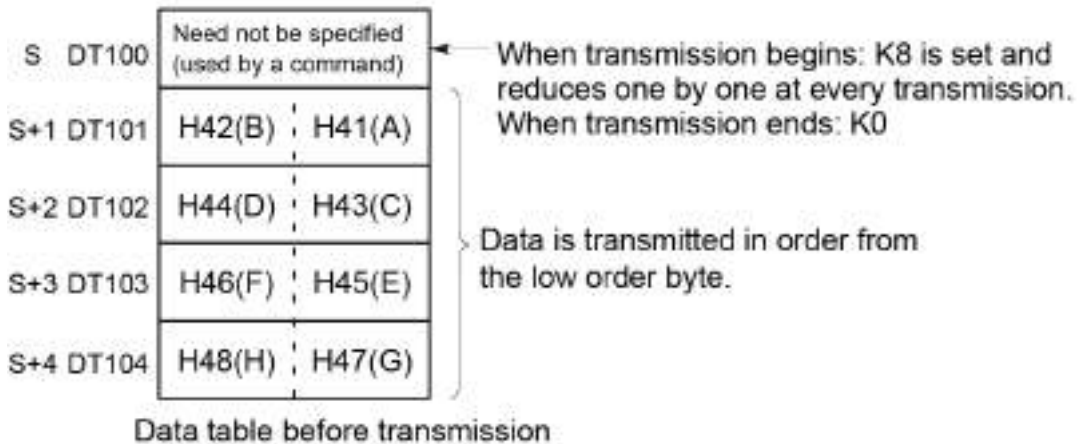 S DT100 Need not be specified
(used by a command)
When transmission begins: K8 is set and
reduces one by one at every transmission.
When transmission ends: K0
S+1 DT101 H42(B) H41(A)
S+2 DT102 H44(D) H43(C)
S+3 DT103 H46(F) H45(E)
S+4 DT104 H48(H) H47(G)
Data is transmitted in order from
the low order byte.
Data table before transmission